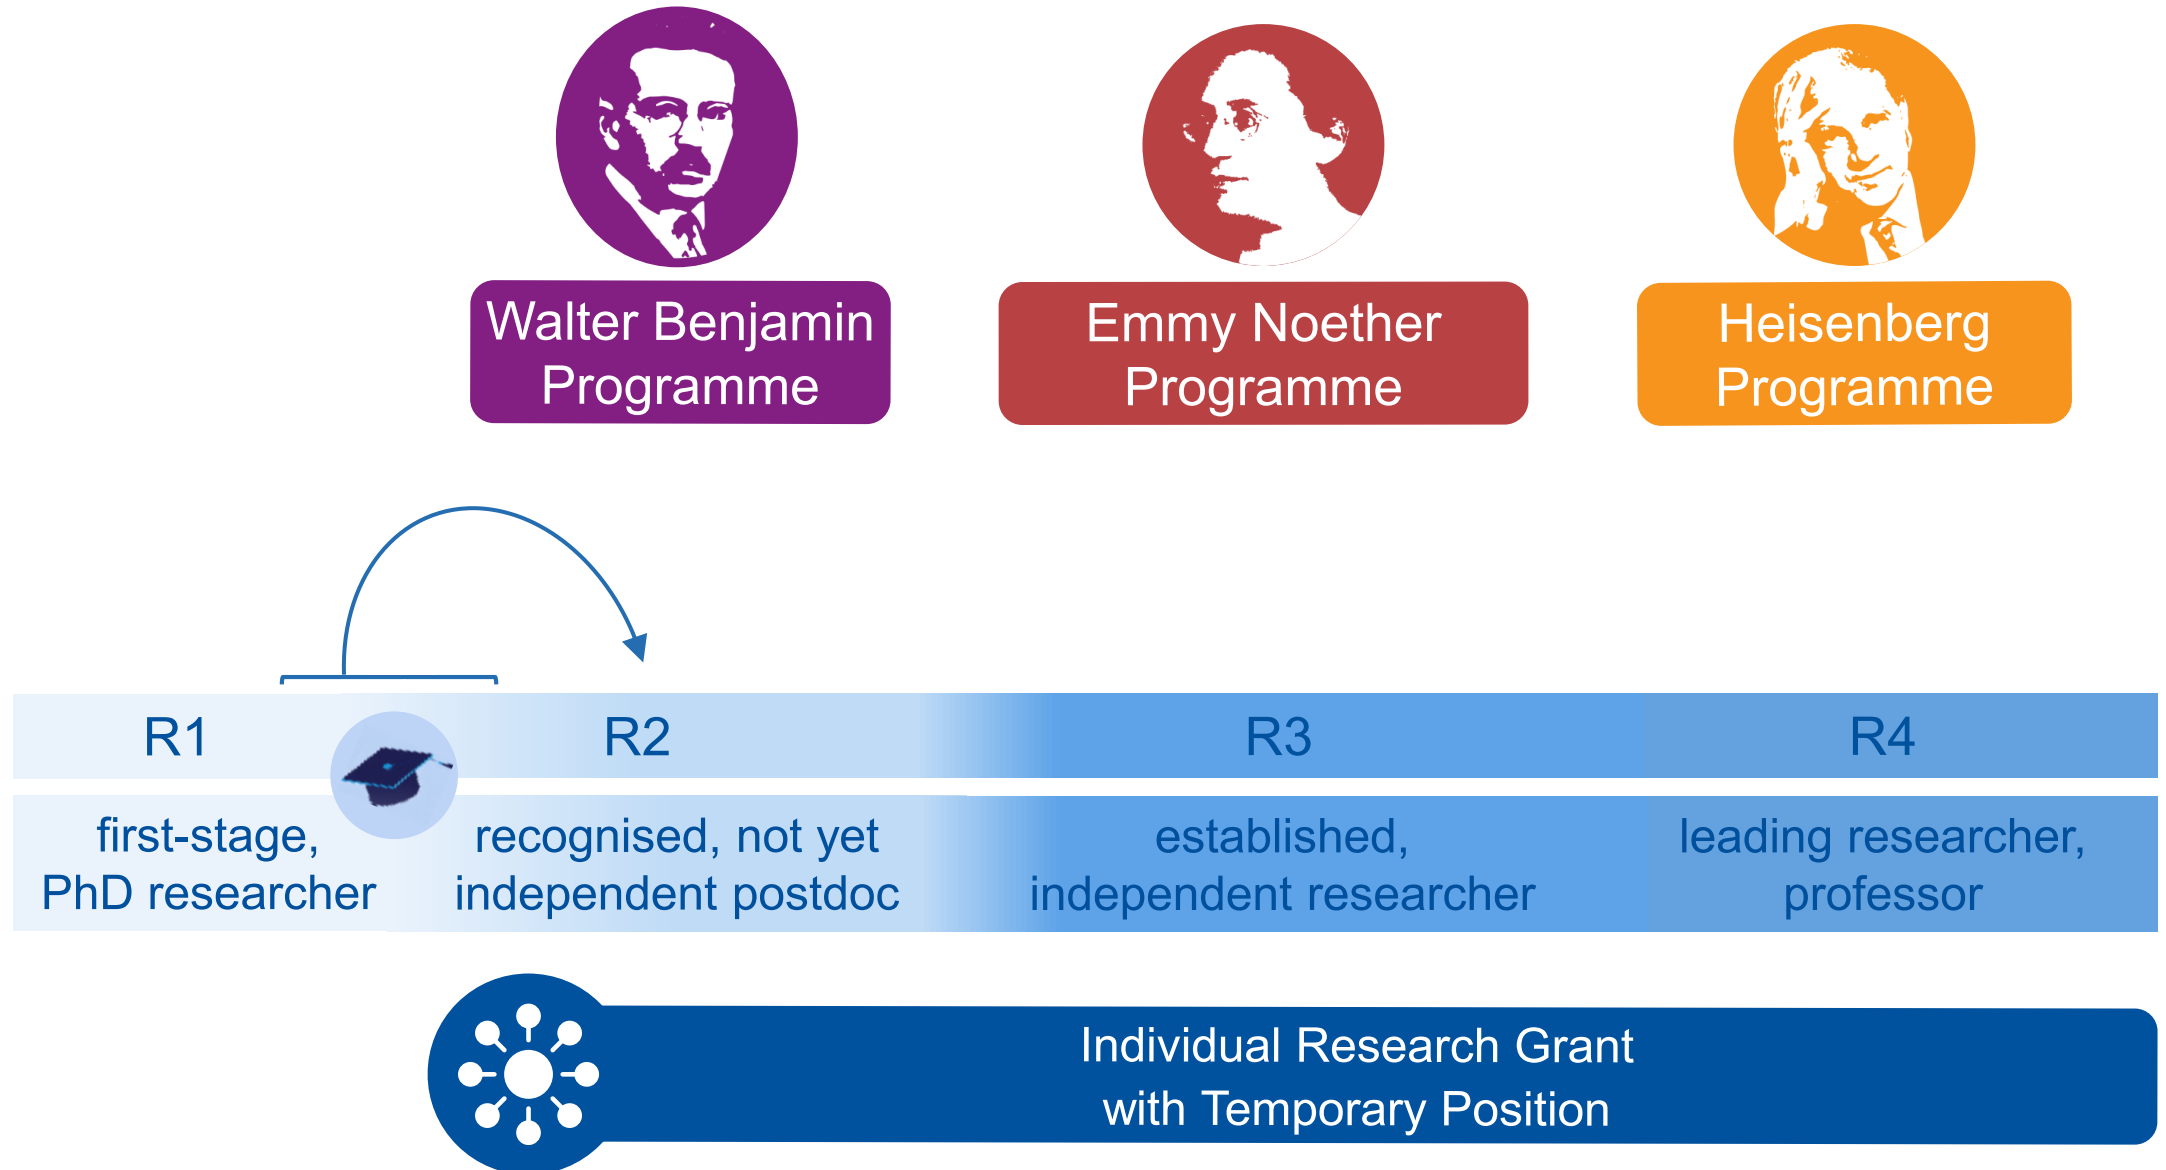 Walter Benjamin
Programme
Emmy Noether
Programme
Heisenberg
Programme
R1
R2
R3
R4
first-stage,
PhD researcher
recognised, not yet
independent postdoc
established,
independent researcher
leading researcher,
professor
Individual Research Grant
with Temporary Position